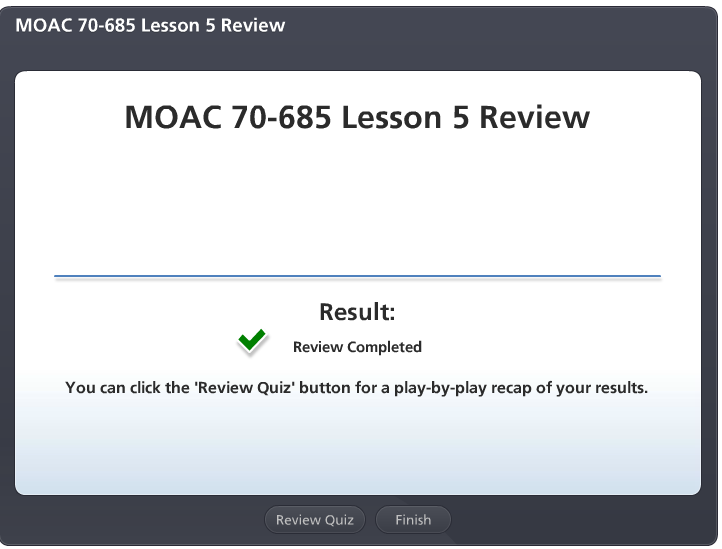 MOAC 70-685 Lesson 5 Review
MOAC 70-685 Lesson 5 Review
Result:
Review Completed
You can click the 'Review Quiz' button for a play-by-play recap of your results.
Review Quiz
Finish